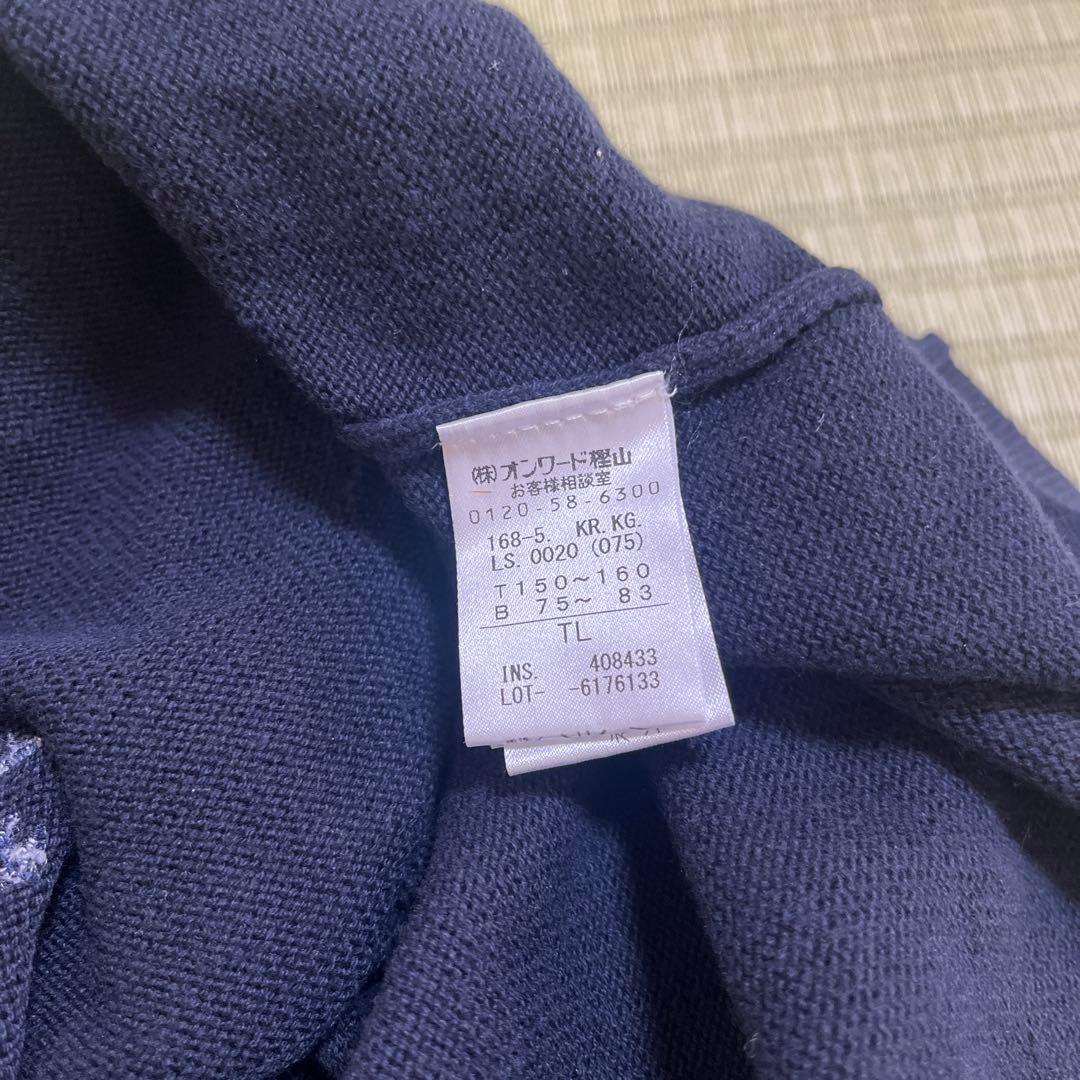 (株)オンワード樫山
お客様相談室
0120-58-6300
168-5. KR.KG.
LS. 0020 (075)
T150~160
B 75~ 83
TL
INS. 408433
LOT- -6176133